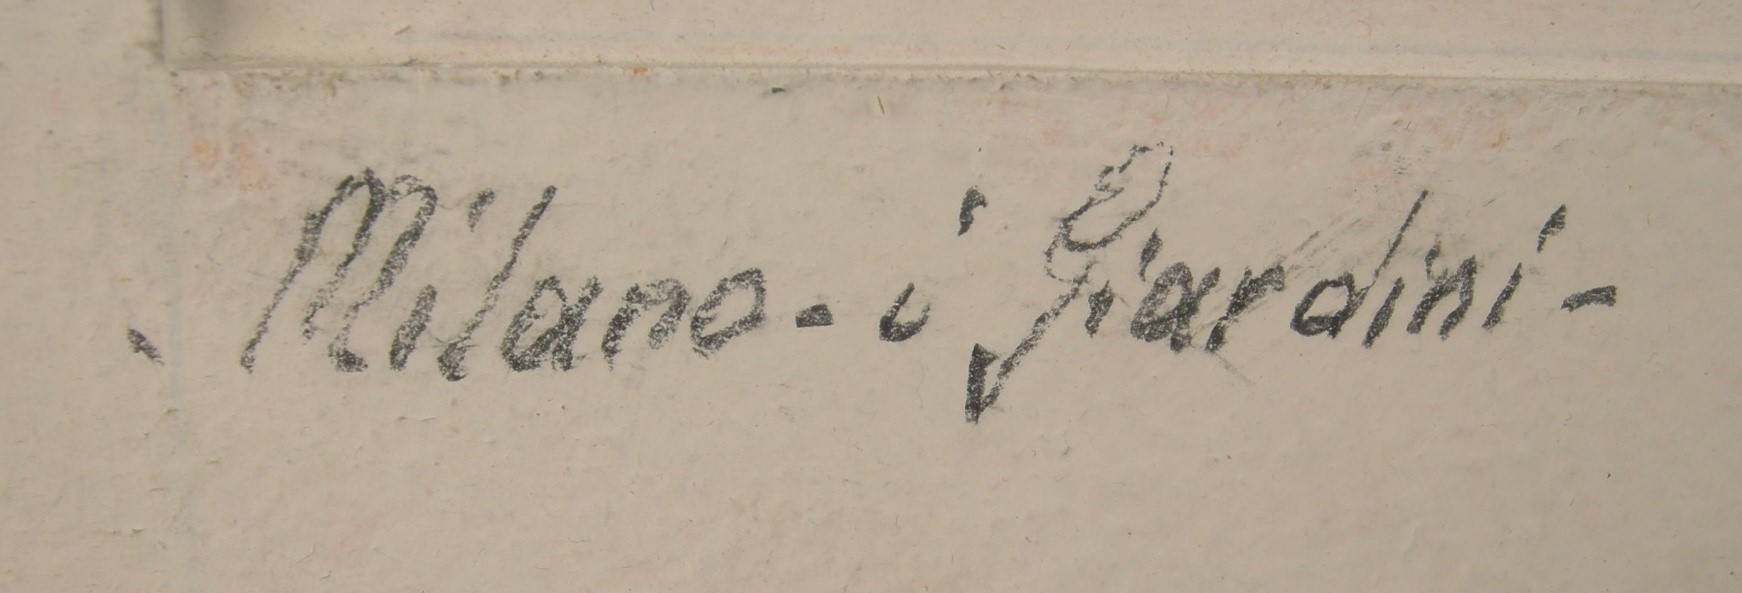 Milano - i Giardini -